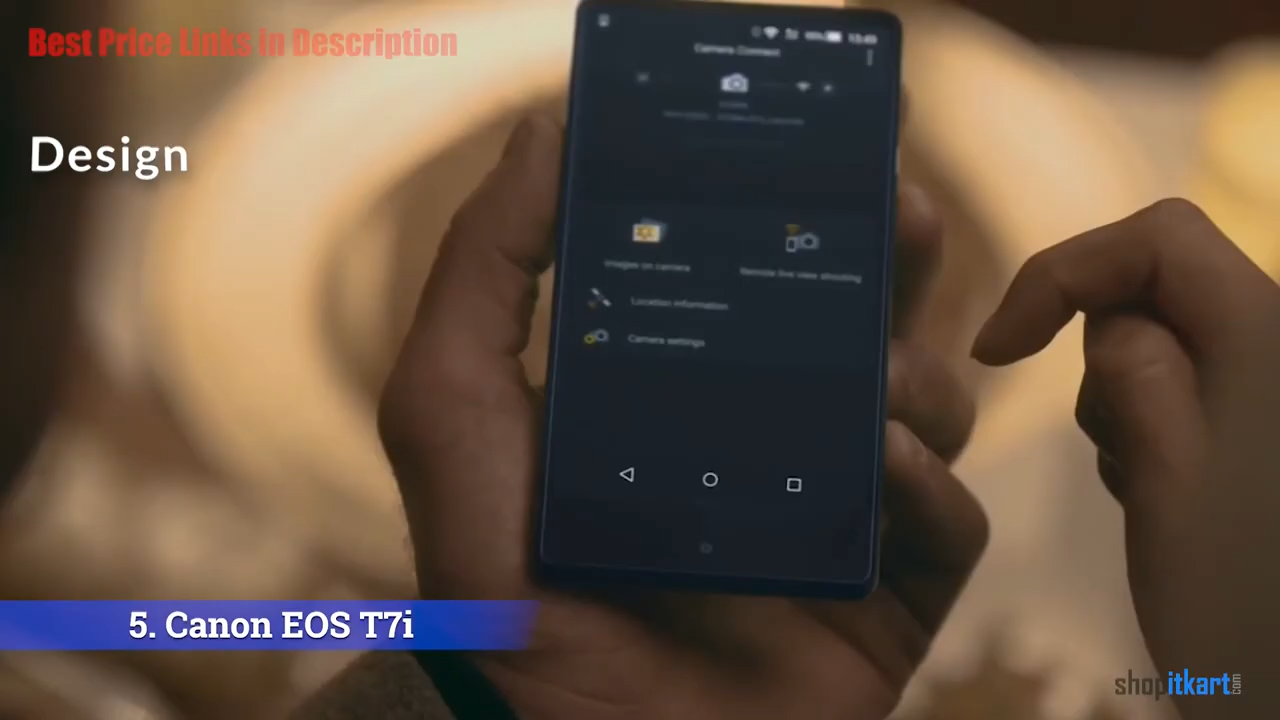 Best Price Links in Description
Design
Camera Connect
Images on camera
Remote live view shooting
Location information
Camera settings
5. Canon EOS T7i
shopitkart.com